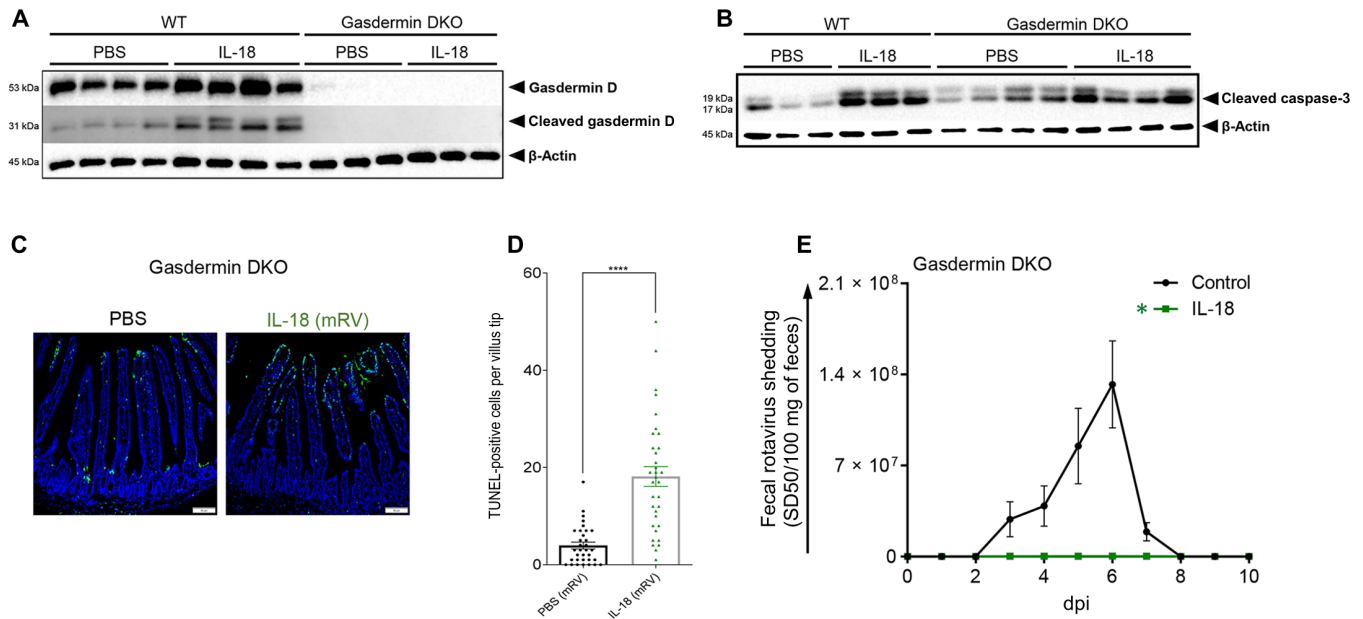 A
WT
Gasdermin DKO
PBS
IL-18
PBS
IL-18
53 kDa
Gasdermin D
31 kDa
Cleaved gasdermin D
45 kDa
β-Actin
B
WT
Gasdermin DKO
PBS
IL-18
PBS
IL-18
19 kDa
17 kDa
Cleaved caspase-3
45 kDa
β-Actin
C
Gasdermin DKO
PBS
IL-18 (mRV)
D
TUNEL-positive cells per villus tip
60
40
20
0
****
PBS (mRV)
IL-18 (mRV)
E
Gasdermin DKO
Fecal rotavirus shedding
(SD50/100 mg of feces)
2.1 × 10⁸
1.4 × 10⁸
7 × 10⁷
0
Control
* IL-18
0 2 4 6 8 10
dpi